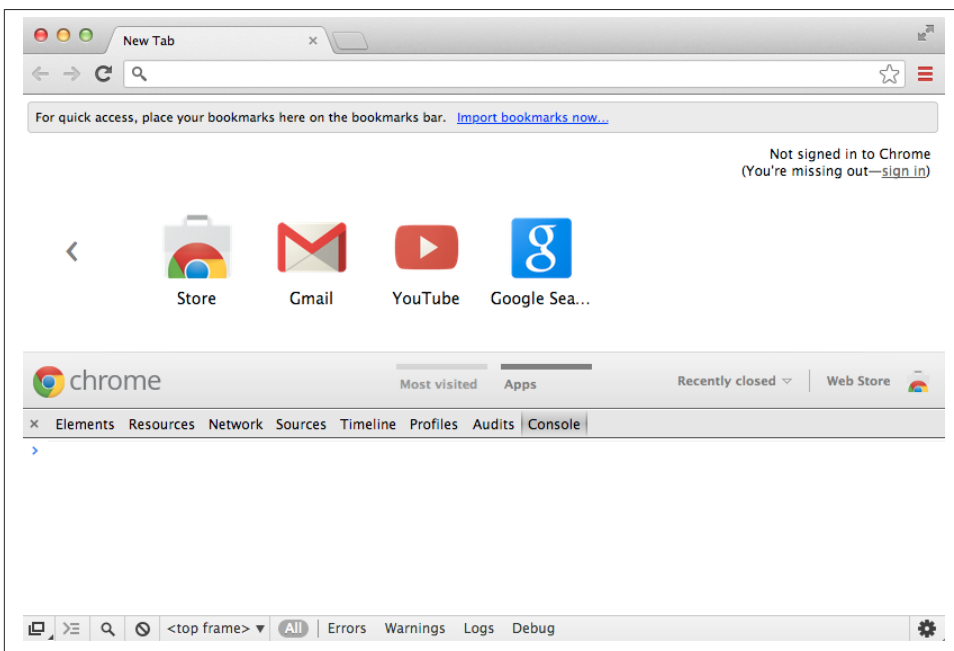 New Tab
For quick access, place your bookmarks here on the bookmarks bar. Import bookmarks now...
Not signed in to Chrome
(You're missing out—sign in)
Store Gmail YouTube Google Sea...
chrome Most visited Apps Recently closed Web Store
Elements Resources Network Sources Timeline Profiles Audits Console
<top frame> All Errors Warnings Logs Debug